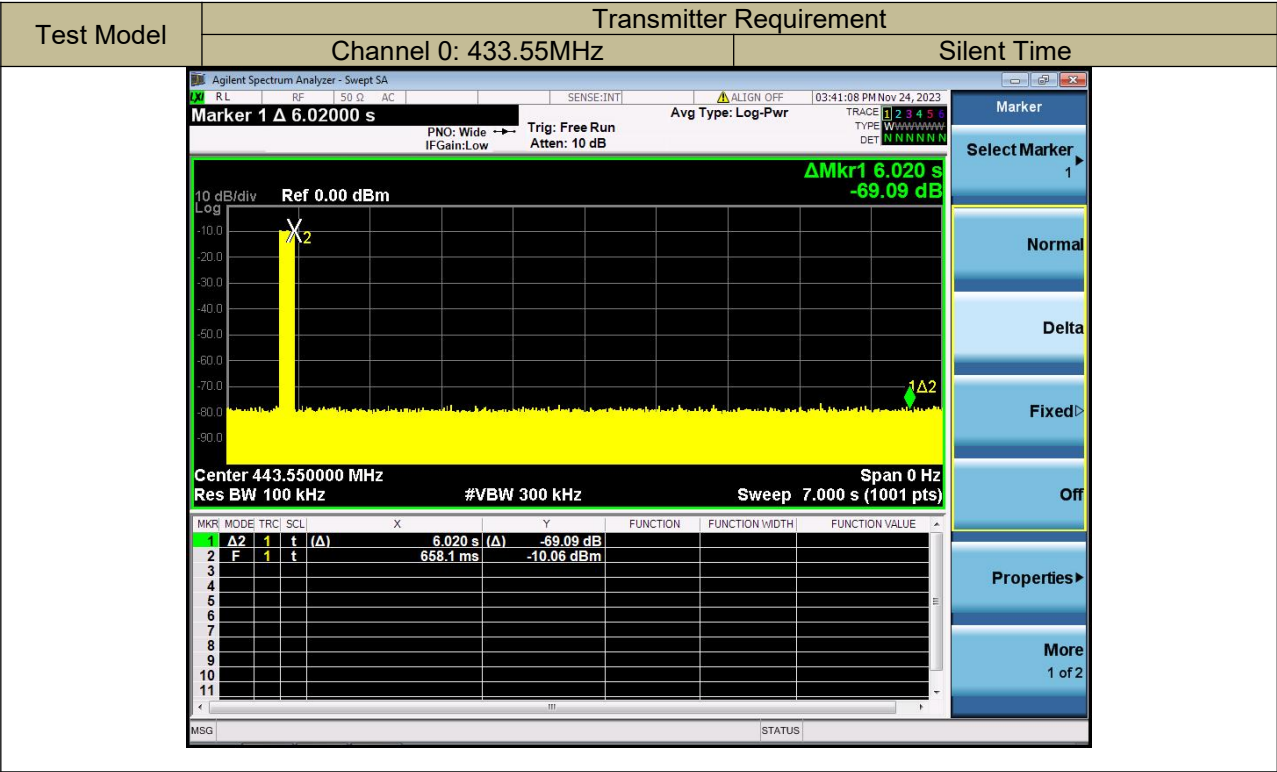 Test Model
Transmitter Requirement
Channel 0: 433.55MHz
Silent Time
Agilent Spectrum Analyzer - Swept SA
LXI RL RF 50 Ω AC SENSE:INT ALIGN OFF 03:41:08 PM Nov 24, 2023
Marker 1 Δ 6.02000 s
PNO: Wide
IFGain:Low
Trig: Free Run
Atten: 10 dB
Avg Type: Log-Pwr
TRACE 1 2 3 4 5 6
TYPE WWWWWW
DET N N N N N N
ΔMkr1 6.020 s
-69.09 dB
10 dB/div Ref 0.00 dBm
Log
-10.0
-20.0
-30.0
-40.0
-50.0
-60.0
-70.0
-80.0
-90.0
X2
1Δ2
Center 443.550000 MHz Span 0 Hz
Res BW 100 kHz #VBW 300 kHz Sweep 7.000 s (1001 pts)
MKR MODE TRC SCL X Y FUNCTION FUNCTION WIDTH FUNCTION VALUE
1 Δ2 1 t (Δ) 6.020 s (Δ) -69.09 dB
2 F 1 t 658.1 ms -10.06 dBm
3
4
5
6
7
8
9
10
11
MSG STATUS
Marker
Select Marker
1
Normal
Delta
Fixed
Off
Properties
More
1 of 2